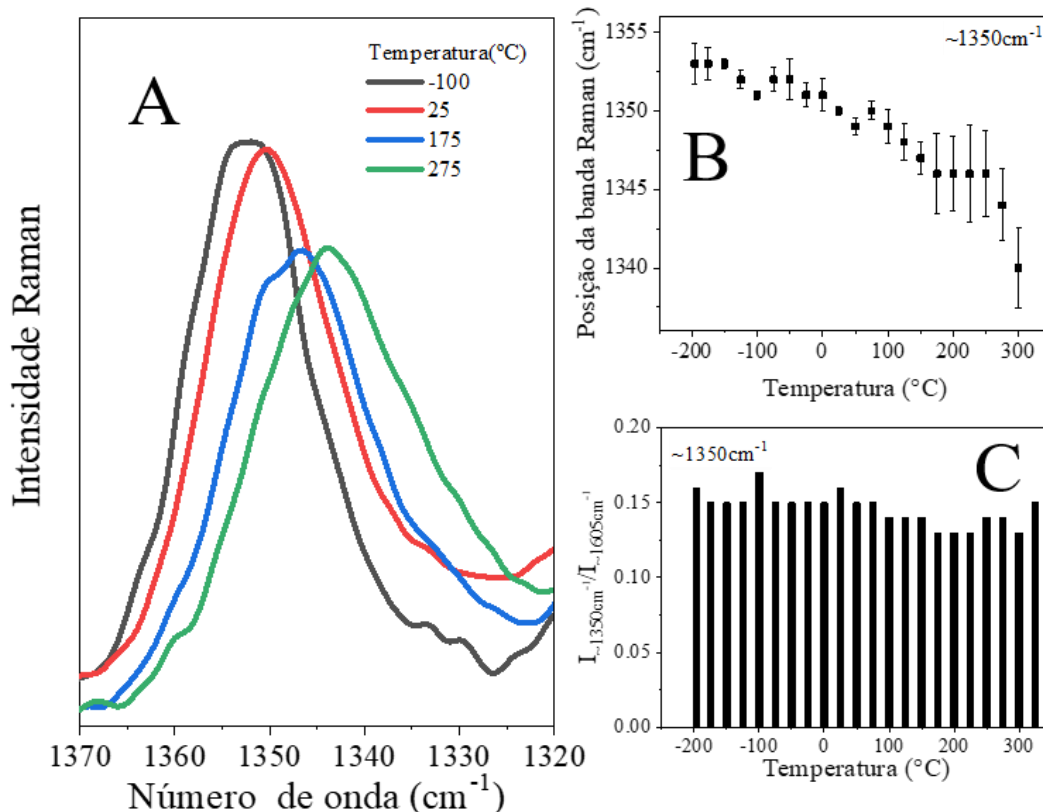 A
Temperatura(°C)
-100
25
175
275
Intensidade Raman
1370 1360 1350 1340 1330 1320
Número de onda (cm⁻¹)
B
~1350cm⁻¹
Posição da banda Raman (cm⁻¹)
1355
1350
1345
1340
-200 -100 0 100 200 300
Temperatura (°C)
C
~1350cm⁻¹
I~1350cm⁻¹/I~1605cm⁻¹
0.20
0.15
0.10
0.05
0.00
-200 -100 0 100 200 300
Temperatura (°C)